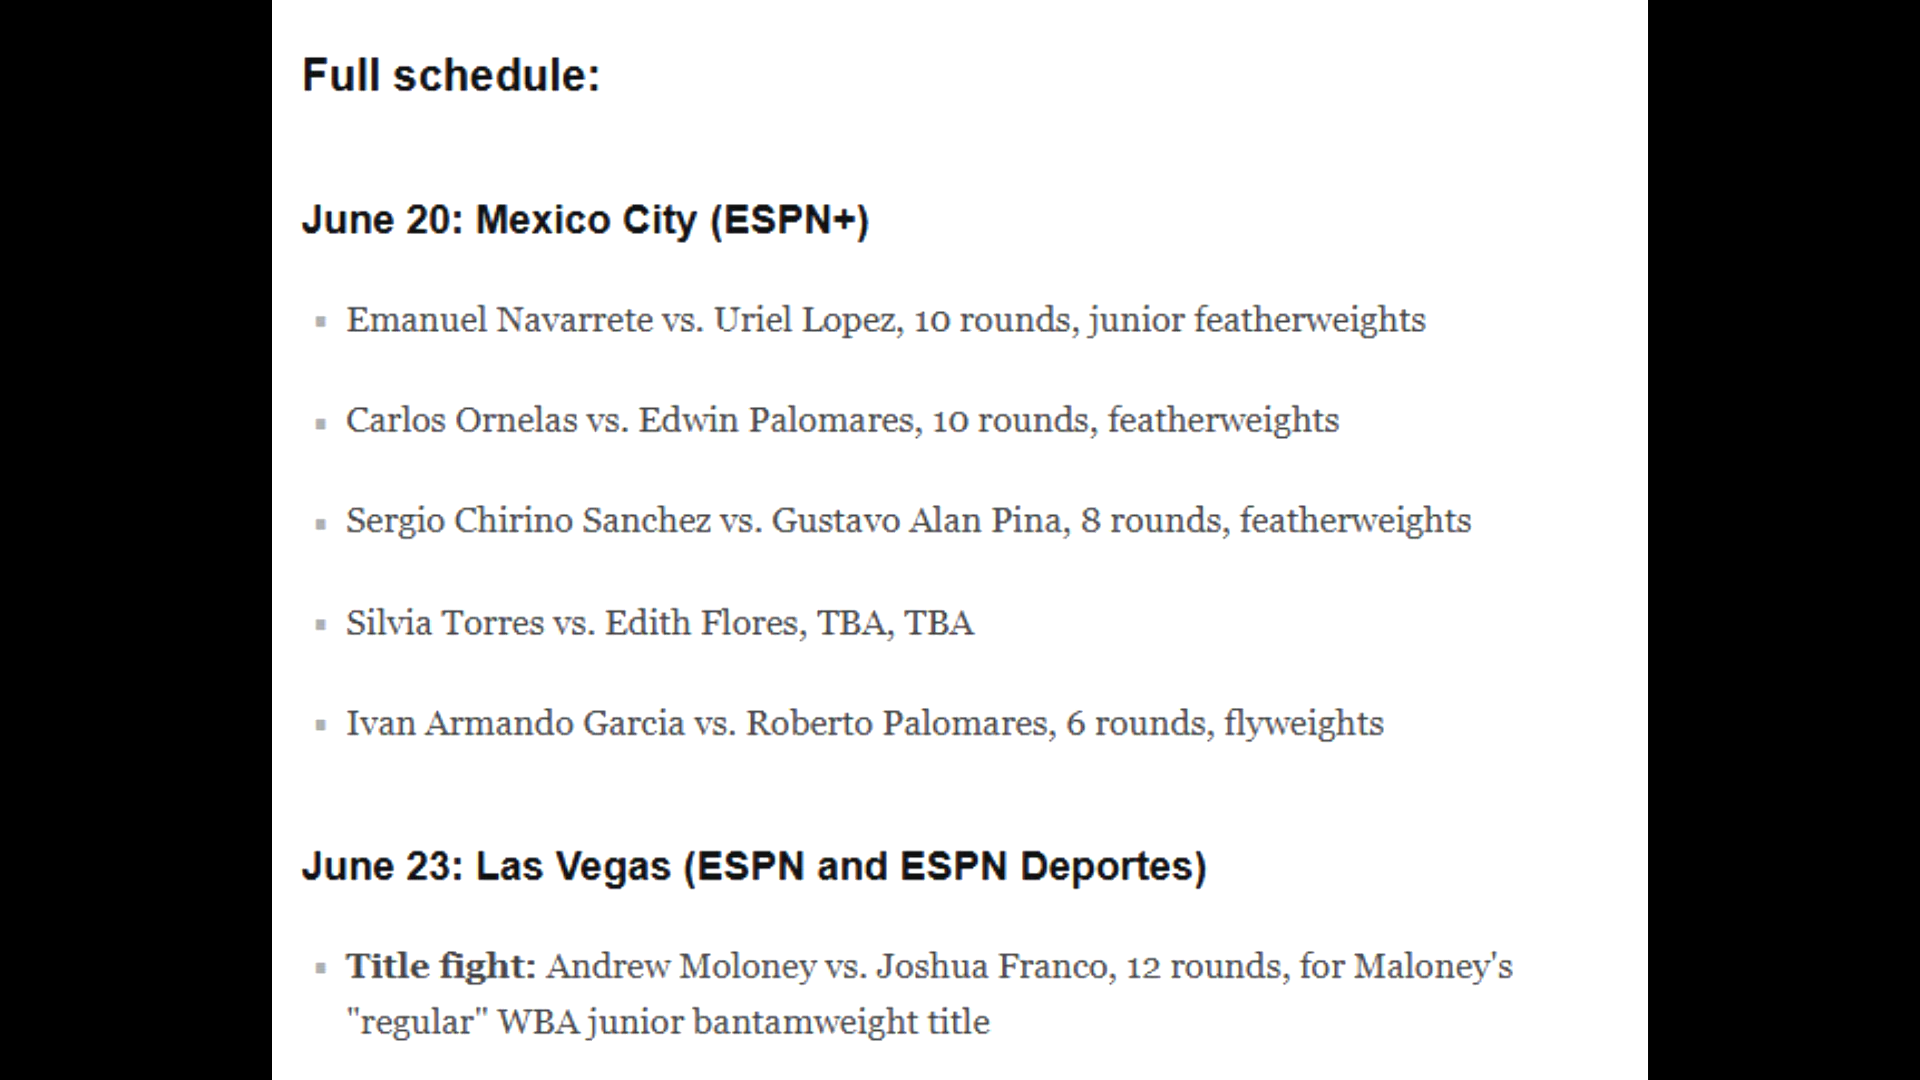 Full schedule:
June 20: Mexico City (ESPN+)
Emanuel Navarrete vs. Uriel Lopez, 10 rounds, junior featherweights
Carlos Ornelas vs. Edwin Palomares, 10 rounds, featherweights
Sergio Chirino Sanchez vs. Gustavo Alan Pina, 8 rounds, featherweights
Silvia Torres vs. Edith Flores, TBA, TBA
Ivan Armando Garcia vs. Roberto Palomares, 6 rounds, flyweights
June 23: Las Vegas (ESPN and ESPN Deportes)
Title fight: Andrew Moloney vs. Joshua Franco, 12 rounds, for Maloney's
"regular" WBA junior bantamweight title